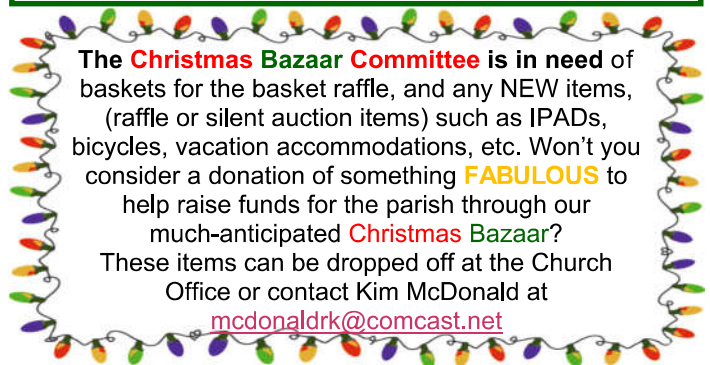 The Christmas Bazaar Committee is in need of
baskets for the basket raffle, and any NEW items,
(raffle or silent auction items) such as IPADs,
bicycles, vacation accommodations, etc. Won't you
consider a donation of something FABULOUS to
help raise funds for the parish through our
much-anticipated Christmas Bazaar?
These items can be dropped off at the Church
Office or contact Kim McDonald at
mcdonaldrk@comcast.net